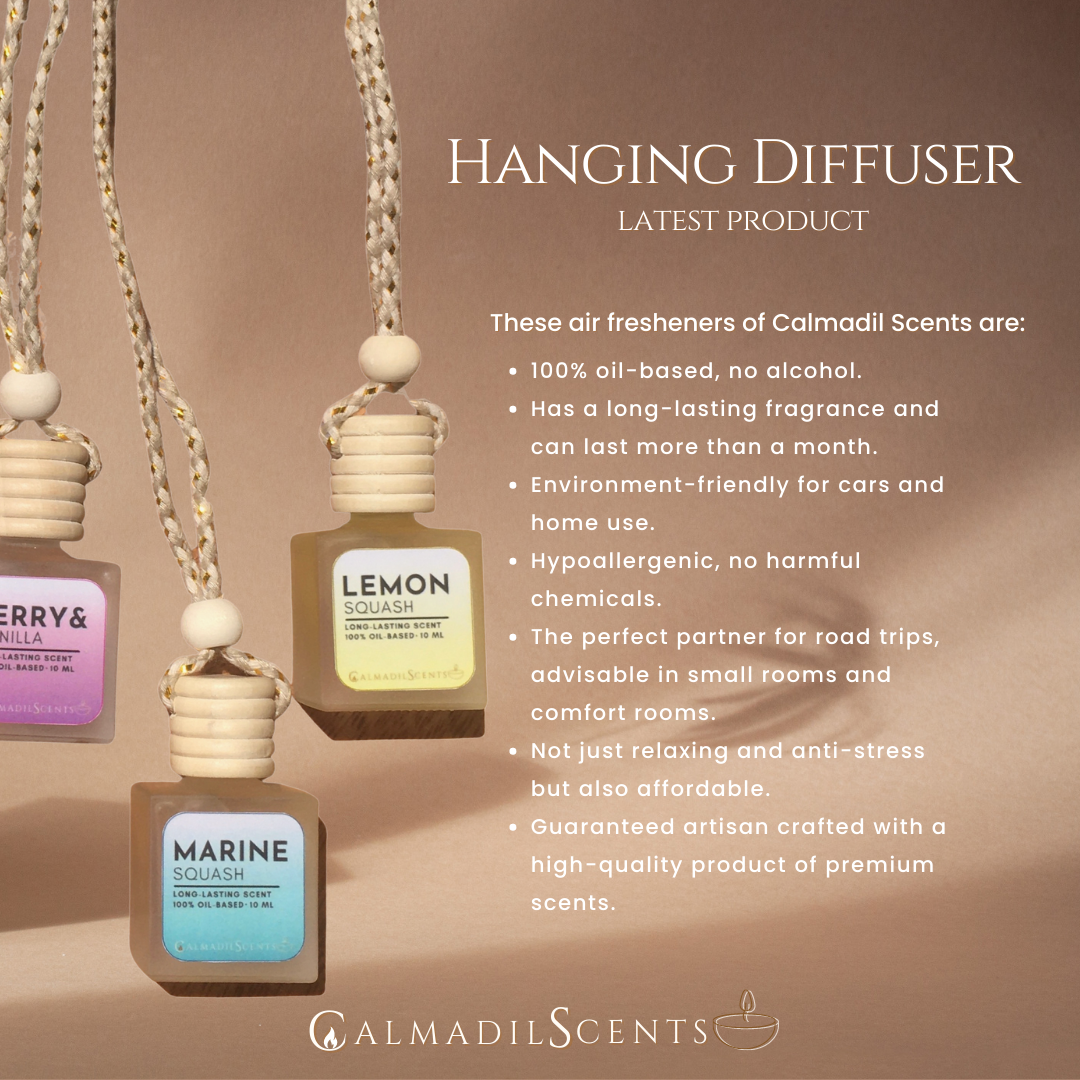 HANGING DIFFUSER
LATEST PRODUCT
These air fresheners of Calmadil Scents are:
• 100% oil-based, no alcohol.
• Has a long-lasting fragrance and
can last more than a month.
• Environment-friendly for cars and
home use.
• Hypoallergenic, no harmful
chemicals.
• The perfect partner for road trips,
advisable in small rooms and
comfort rooms.
• Not just relaxing and anti-stress
but also affordable.
• Guaranteed artisan crafted with a
high-quality product of premium
scents.
LEMON
SQUASH
LONG-LASTING SCENT
100% OIL-BASED · 10 ML
CALMADILSCENTS
ERRY&
NILLA
-LASTING SCENT
OIL-BASED · 10 ML
ALMADILSCENTS
MARINE
SQUASH
LONG-LASTING SCENT
100% OIL-BASED · 10 ML
CALMADILSCENTS
CALMADILSCENTS